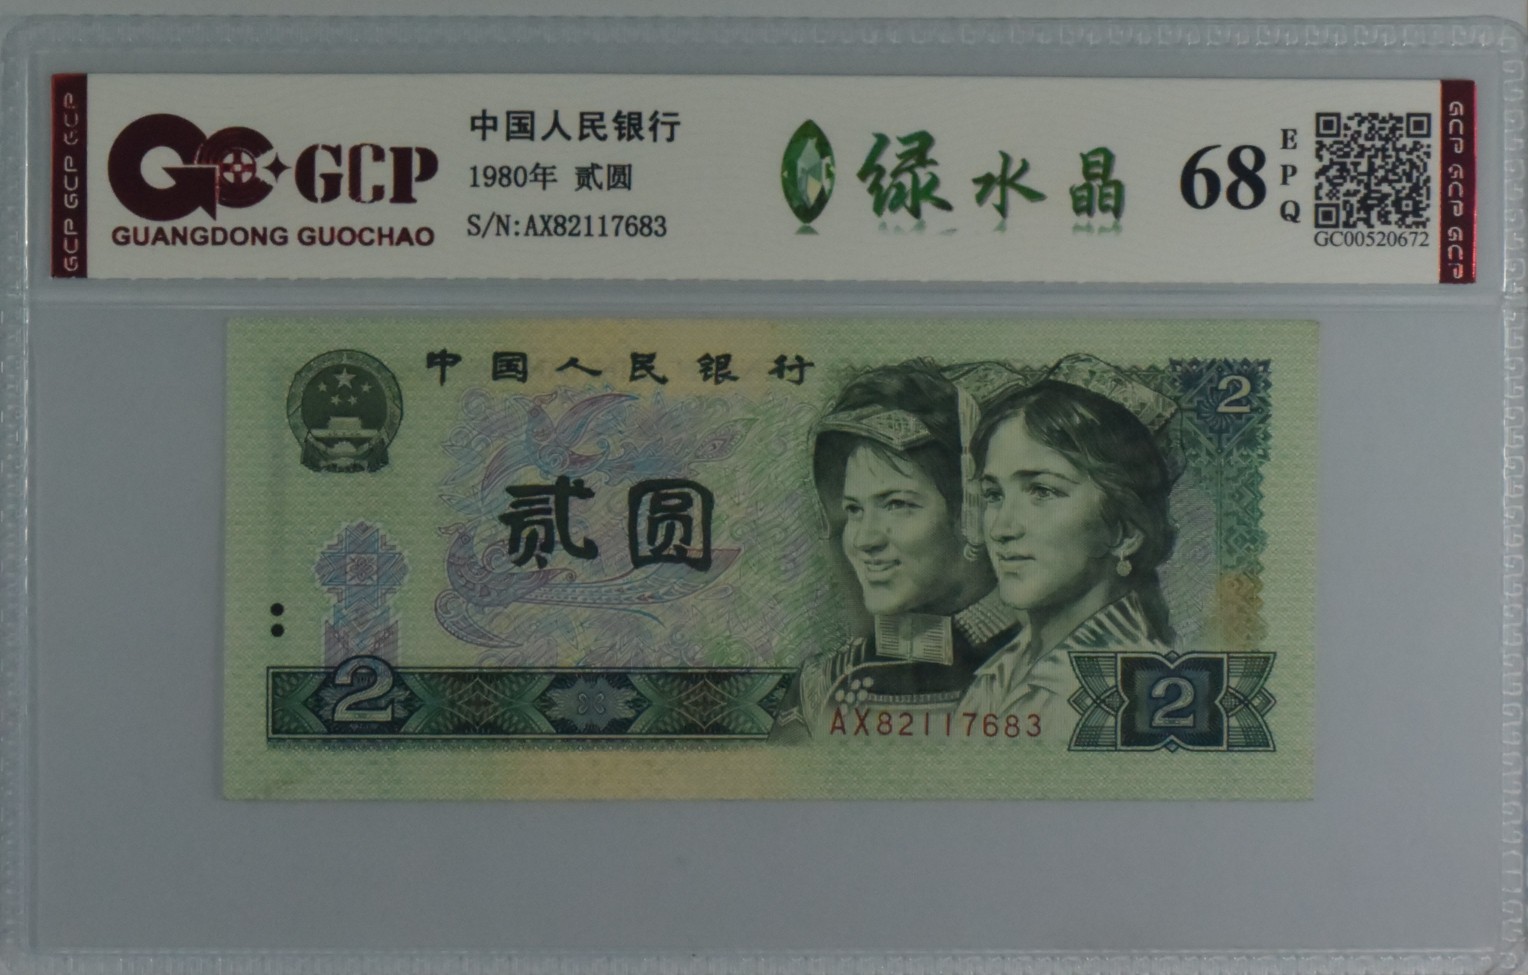 GCP GCP GCP
GCP
GUANGDONG GUOCHAO
中国人民银行
1980年 贰圆
S/N:AX82117683
绿水晶
68
EPQ
GC00520672
GCP GCP GCP
中国人民银行
2
贰圆
2
AX82117683
2